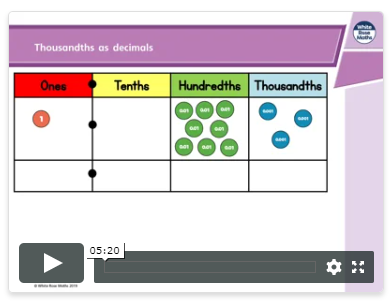 White
Rose
Maths
Thousandths as decimals
Ones Tenths Hundredths Thousandths
1
0.01 0.01 0.01
0.01 0.01
0.01 0.01 0.01
0.001 0.001
0.001
05:20
© White Rose Maths 2019